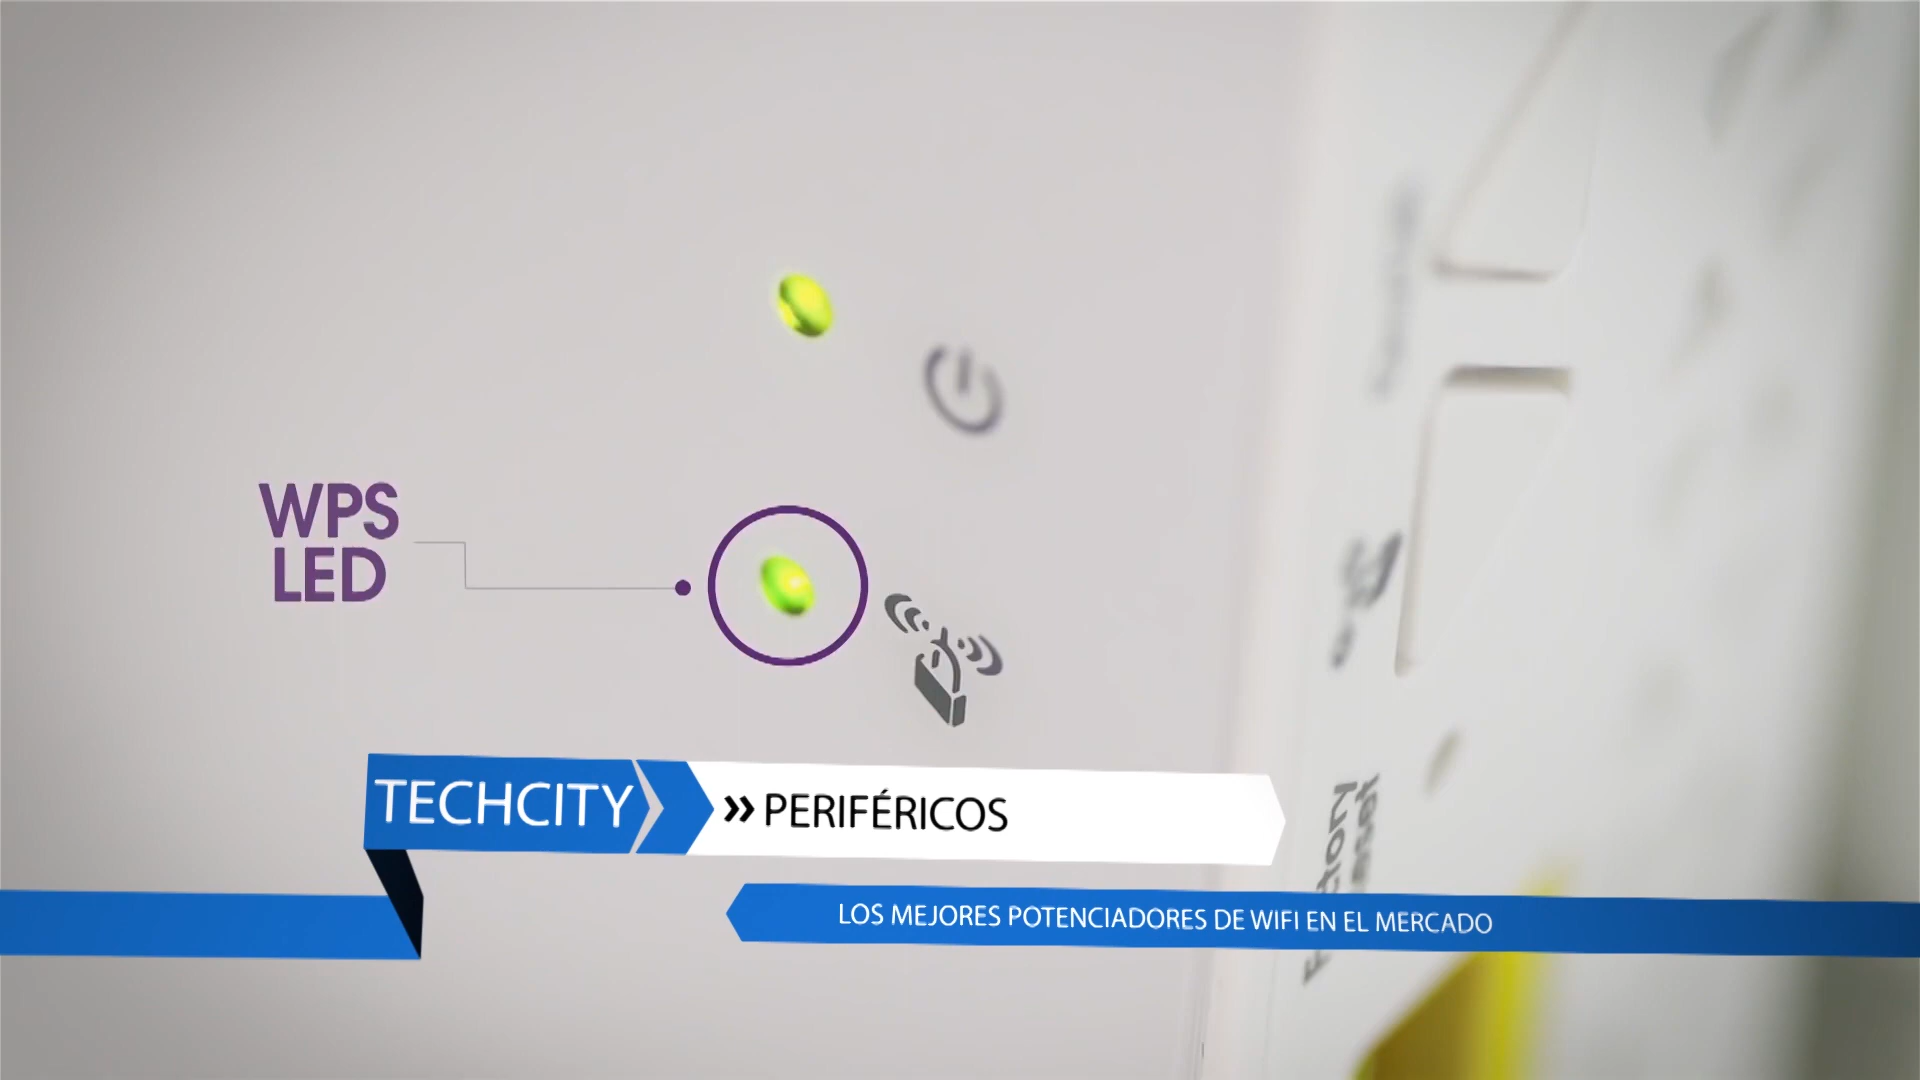 WPS
LED
TECHCITY
» PERIFÉRICOS
LOS MEJORES POTENCIADORES DE WIFI EN EL MERCADO